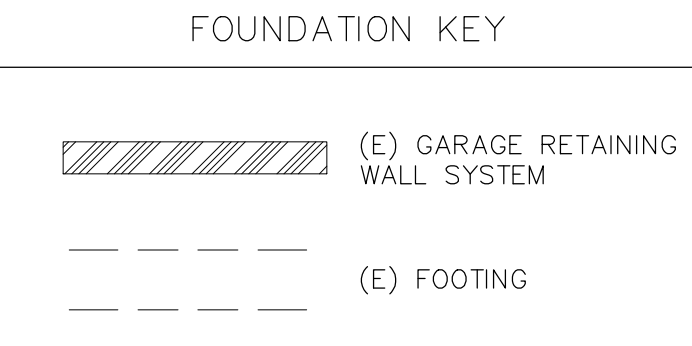 FOUNDATION KEY
(E) GARAGE RETAINING
WALL SYSTEM
(E) FOOTING